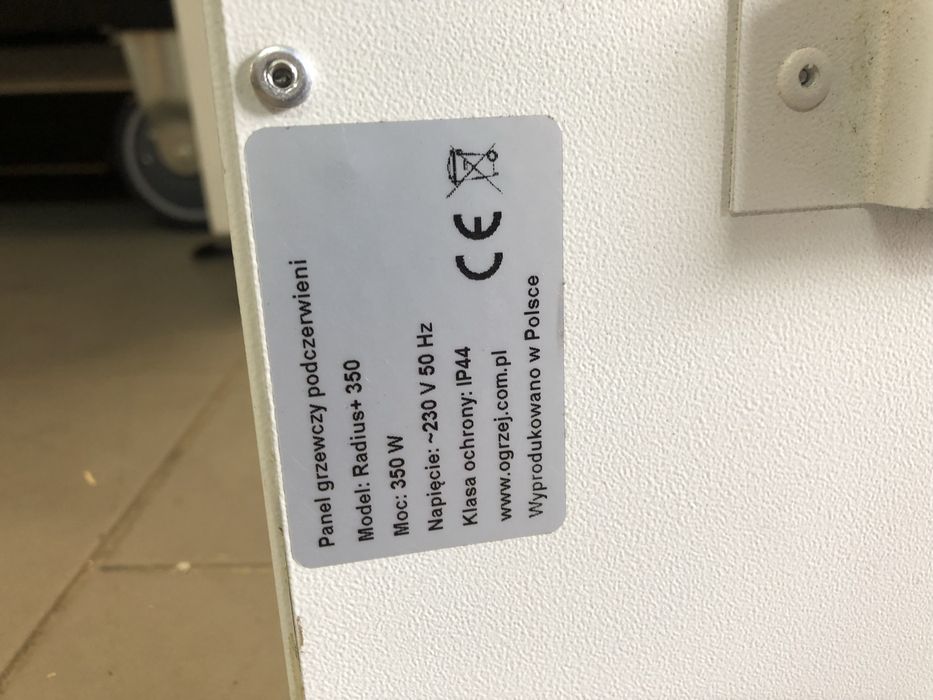 Panel grzewczy podczerwieni
Model: Radius+ 350
Moc: 350 W
Napięcie: ~230 V 50 Hz
Klasa ochrony: IP44
www.ogrzej.com.pl
Wyprodukowano w Polsce
CE